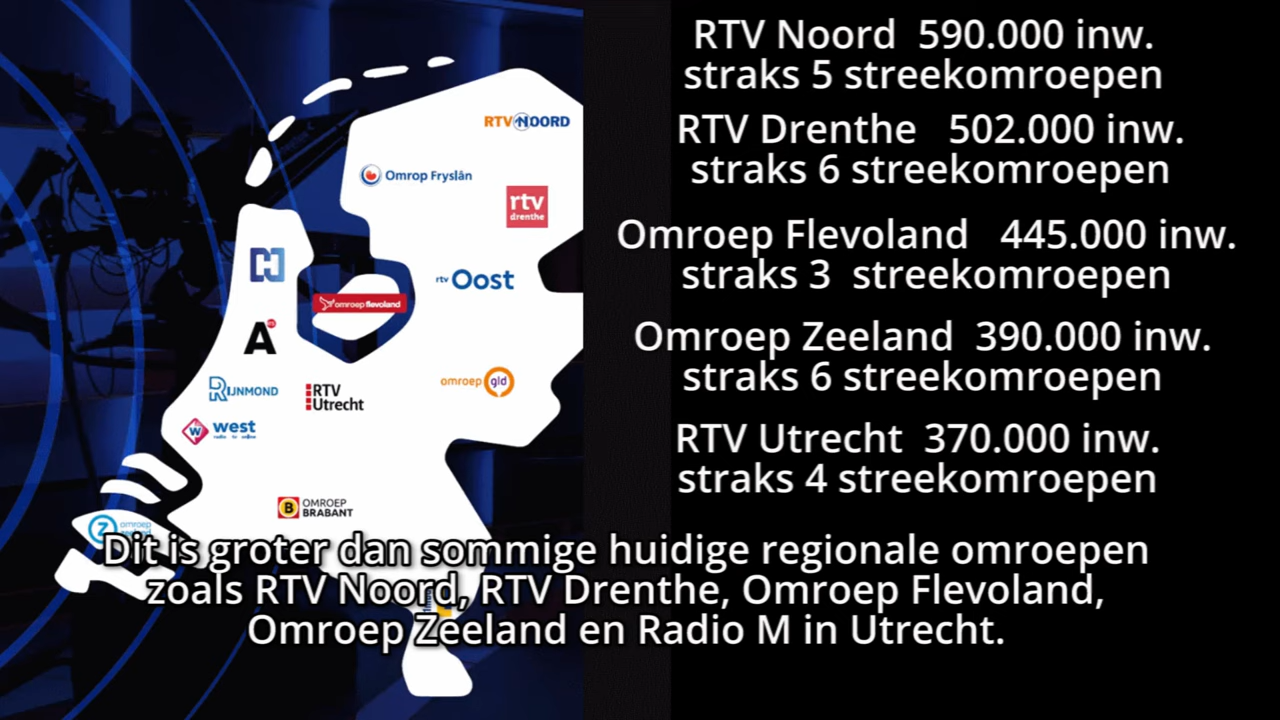 RTV Noord 590.000 inw.
straks 5 streekomroepen
RTV Drenthe 502.000 inw.
straks 6 streekomroepen
Omroep Flevoland 445.000 inw.
straks 3 streekomroepen
Omroep Zeeland 390.000 inw.
straks 6 streekomroepen
RTV Utrecht 370.000 inw.
straks 4 streekomroepen
RTV NOORD
Omrop Fryslân
rtv
drenthe
H
rtv Oost
omroep flevoland
A
omroep gld
RIJNMOND
RTV
Utrecht
W west
radio tv online
B OMROEP
BRABANT
Z omroep
Dit is groter dan sommige huidige regionale omroepen
zoals RTV Noord, RTV Drenthe, Omroep Flevoland,
Omroep Zeeland en Radio M in Utrecht.